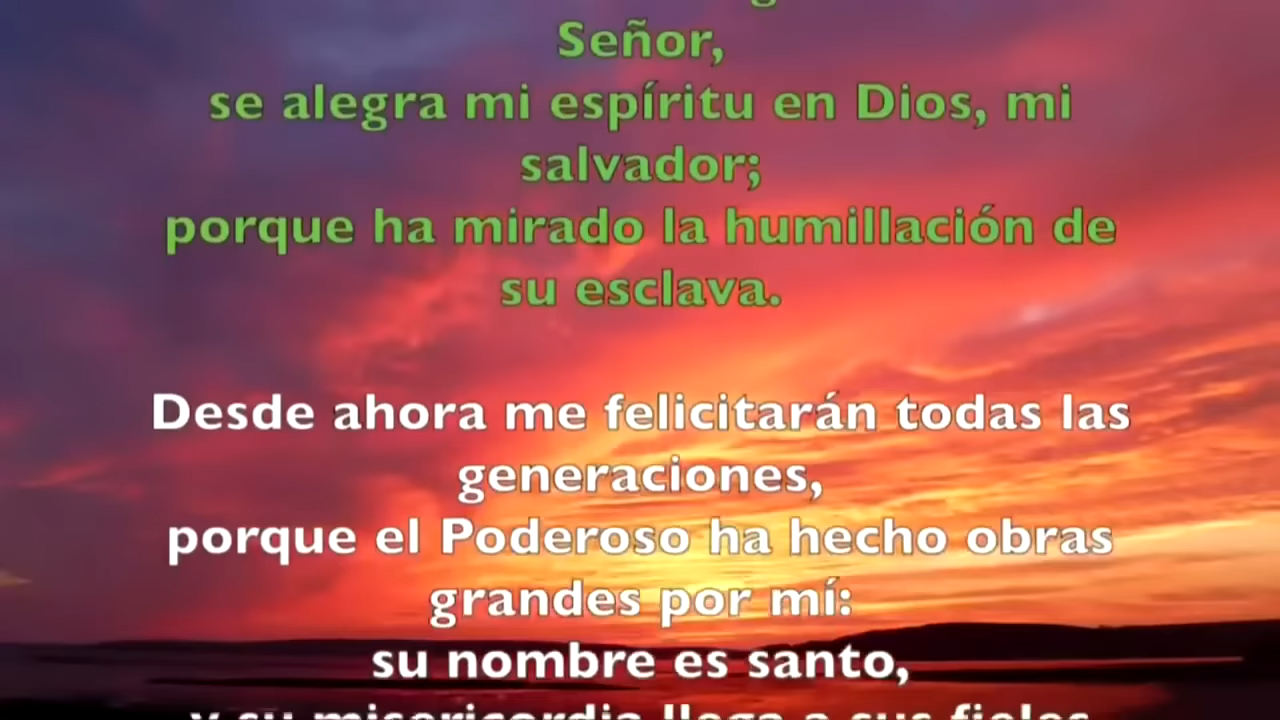 Señor,
se alegra mi espíritu en Dios, mi
salvador;
porque ha mirado la humillación de
su esclava.
Desde ahora me felicitarán todas las
generaciones,
porque el Poderoso ha hecho obras
grandes por mí:
su nombre es santo,
y su misericordia llega a sus fieles